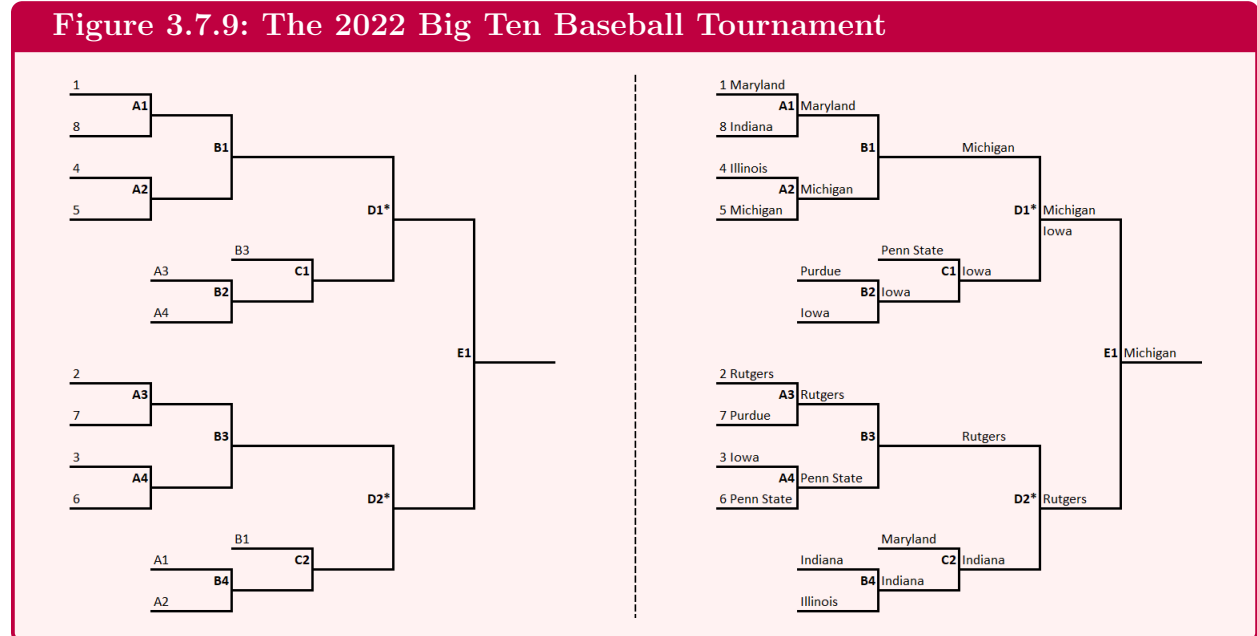 Figure 3.7.9: The 2022 Big Ten Baseball Tournament
1
A1
8
B1
4
A2
5
D1*
B3
A3
C1
B2
A4
E1
2
A3
7
B3
3
A4
6
D2*
B1
A1
C2
B4
A2
1 Maryland
A1 Maryland
8 Indiana
B1
Michigan
4 Illinois
A2 Michigan
5 Michigan
D1* Michigan
Iowa
Penn State
Purdue
C1 Iowa
B2 Iowa
Iowa
E1 Michigan
2 Rutgers
A3 Rutgers
7 Purdue
B3
Rutgers
3 Iowa
A4 Penn State
6 Penn State
D2* Rutgers
Maryland
Indiana
C2 Indiana
B4 Indiana
Illinois